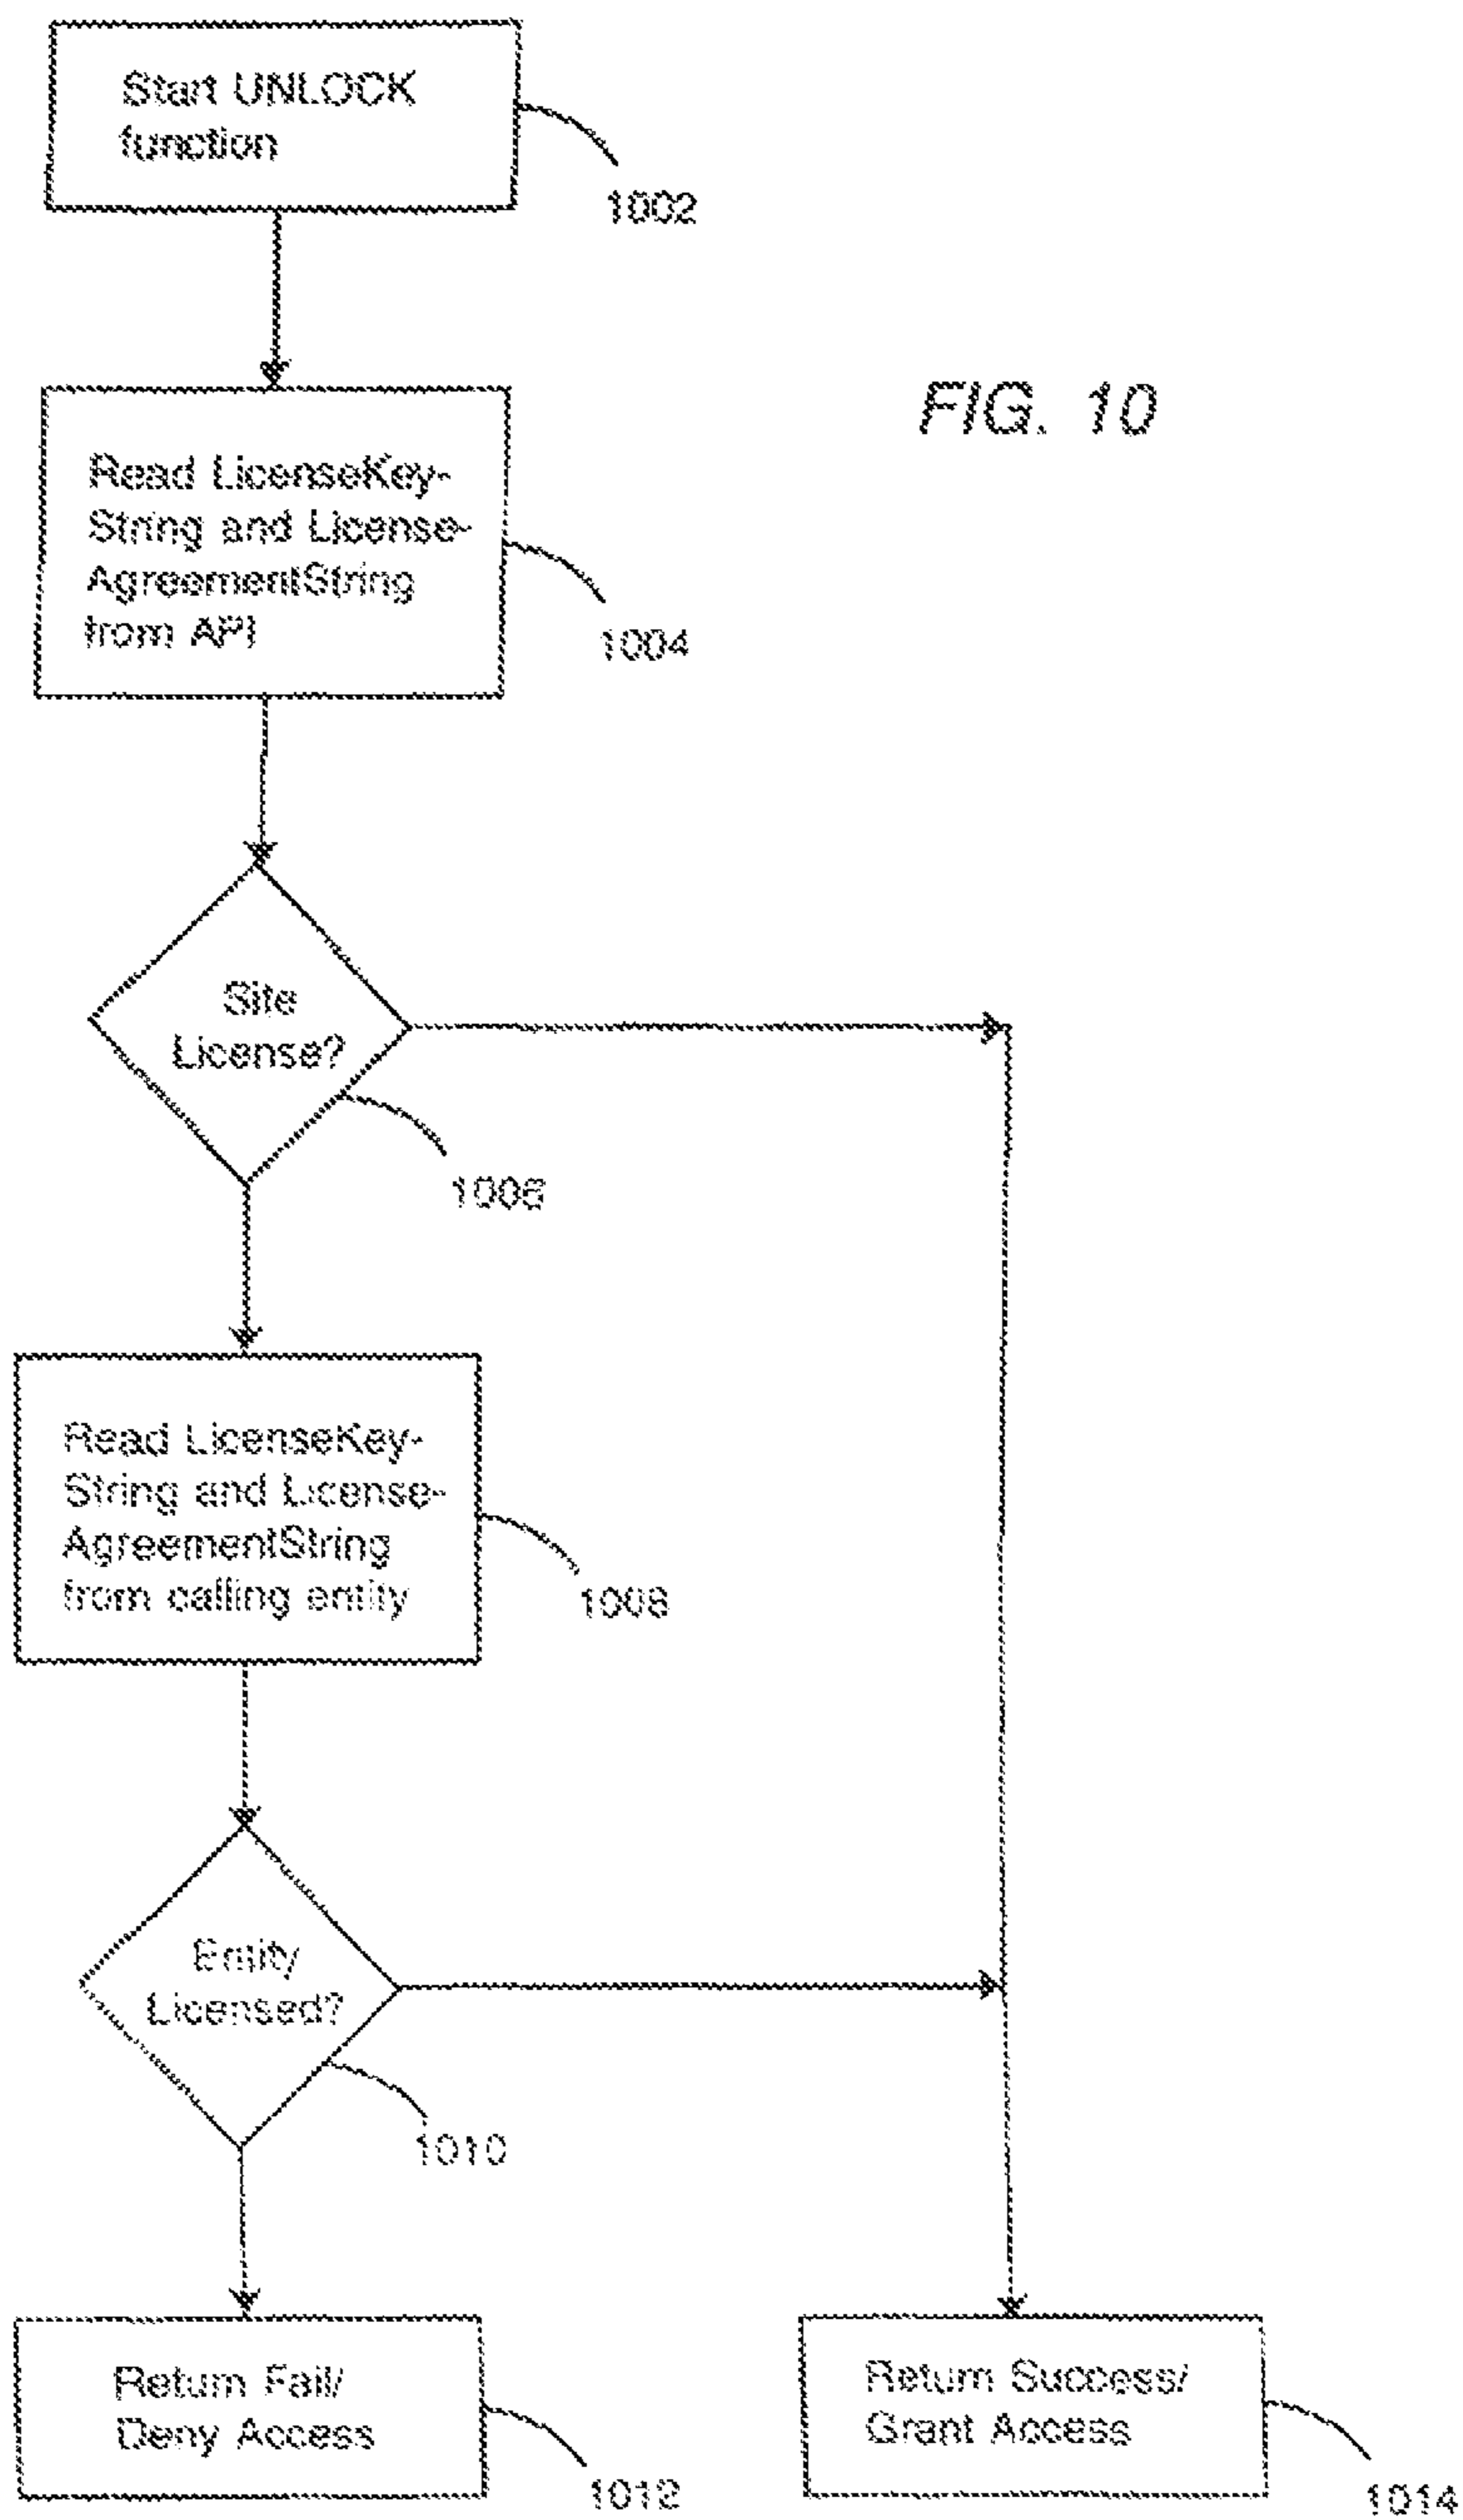 Start UNLOCK
function
1002
FIG. 10
Read LicenseKey-
String and License-
AgreementString
from API
1004
Site
License?
1006
Read LicenseKey-
String and License-
AgreementString
from calling entity
1008
Entity
Licensed?
1010
Return Fail/
Deny Access
1012
Return Success/
Grant Access
1014